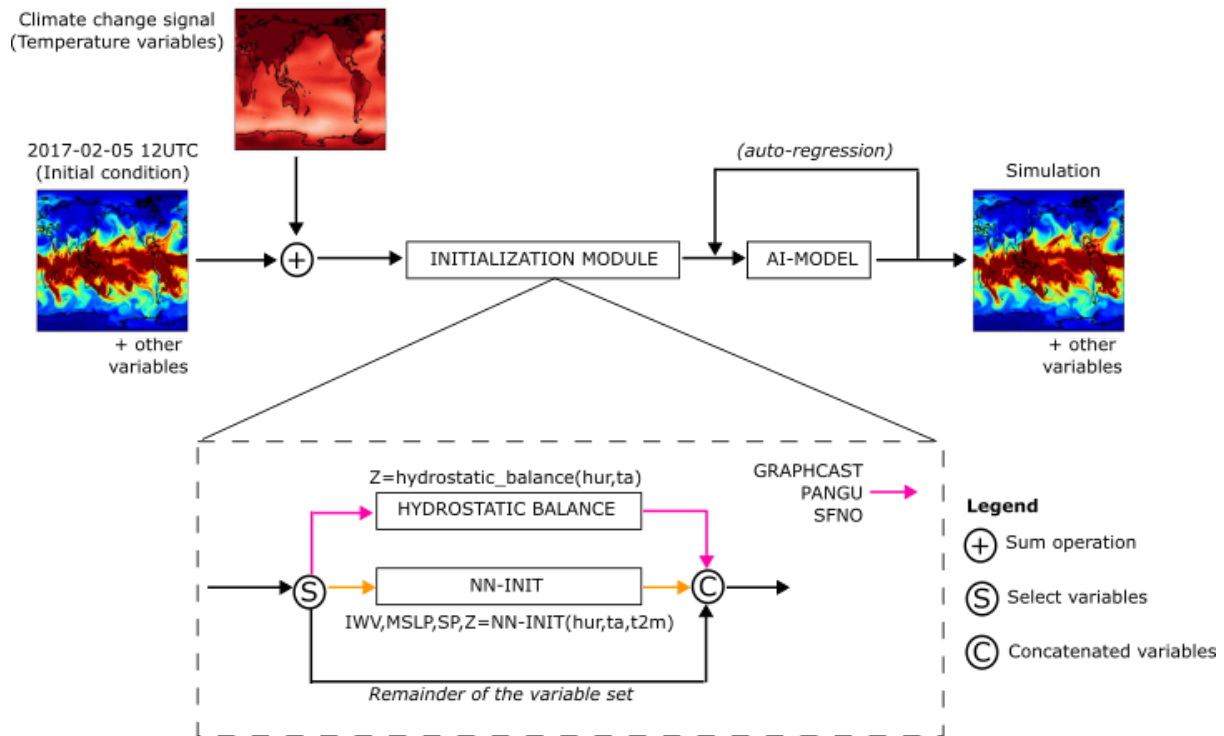 Climate change signal
(Temperature variables)
2017-02-05 12UTC
(Initial condition)
+ other
variables
+
INITIALIZATION MODULE
(auto-regression)
AI-MODEL
Simulation
+ other
variables
Z=hydrostatic_balance(hur,ta)
HYDROSTATIC BALANCE
GRAPHCAST
PANGU
SFNO
S
NN-INIT
C
IWV,MSLP,SP,Z=NN-INIT(hur,ta,t2m)
Remainder of the variable set
Legend
+ Sum operation
S Select variables
C Concatenated variables